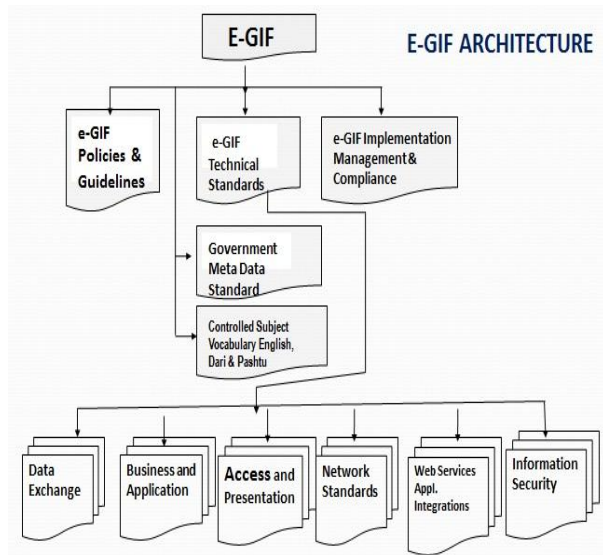 E-GIF
E-GIF ARCHITECTURE
e-GIF
Policies &
Guidelines
e-GIF
Technical
Standards
e-GIF Implementation
Management &
Compliance
Government
Meta Data
Standard
Controlled Subject
Vocabulary English,
Dari & Pashtu
Data
Exchange
Business and
Application
Access and
Presentation
Network
Standards
Web Services
Appl.
Integrations
Information
Security